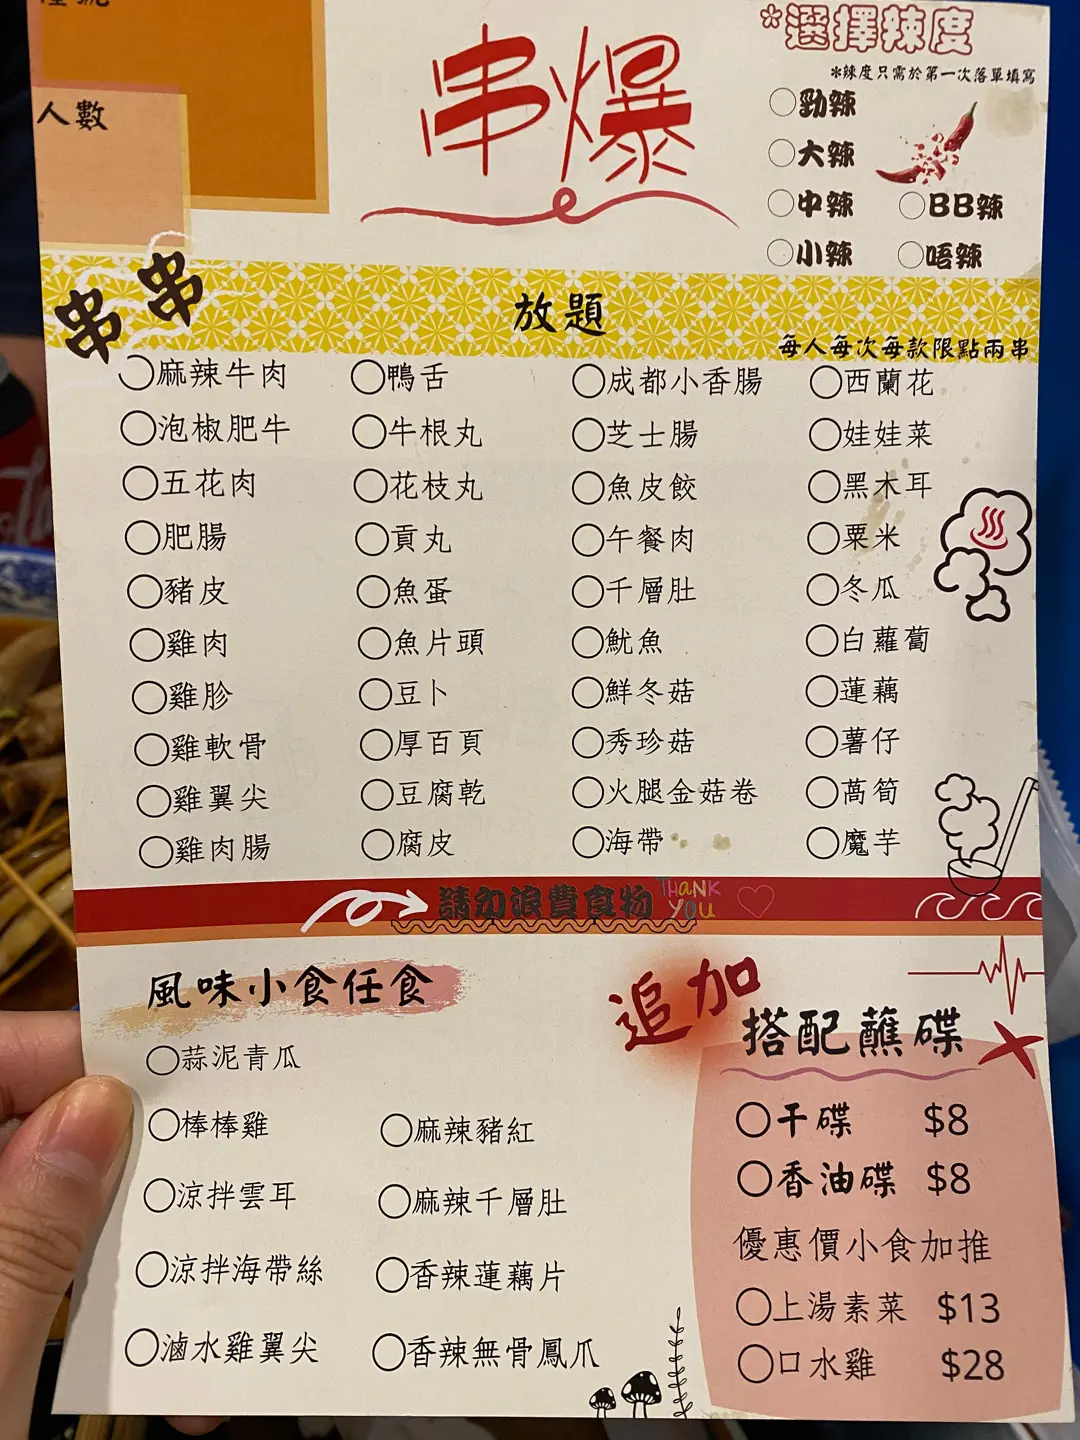 人數
串爆
*選擇辣度
*辣度只需於第一次落單填寫
勁辣
大辣
中辣 BB辣
小辣 唔辣
串串
放題
每人每次每款限點兩串
麻辣牛肉 鴨舌 成都小香腸 西蘭花
泡椒肥牛 牛根丸 芝士腸 娃娃菜
五花肉 花枝丸 魚皮餃 黑木耳
肥腸 貢丸 午餐肉 粟米
豬皮 魚蛋 千層肚 冬瓜
雞肉 魚片頭 魷魚 白蘿蔔
雞胗 豆卜 鮮冬菇 蓮藕
雞軟骨 厚百頁 秀珍菇 薯仔
雞翼尖 豆腐乾 火腿金菇卷 萵筍
雞肉腸 腐皮 海帶 魔芋
請勿浪費食物 THANK YOU
風味小食任食
蒜泥青瓜
棒棒雞 麻辣豬紅
涼拌雲耳 麻辣千層肚
涼拌海帶絲 香辣蓮藕片
滷水雞翼尖 香辣無骨鳳爪
追加
搭配蘸碟
干碟 $8
香油碟 $8
優惠價小食加推
上湯素菜 $13
口水雞 $28